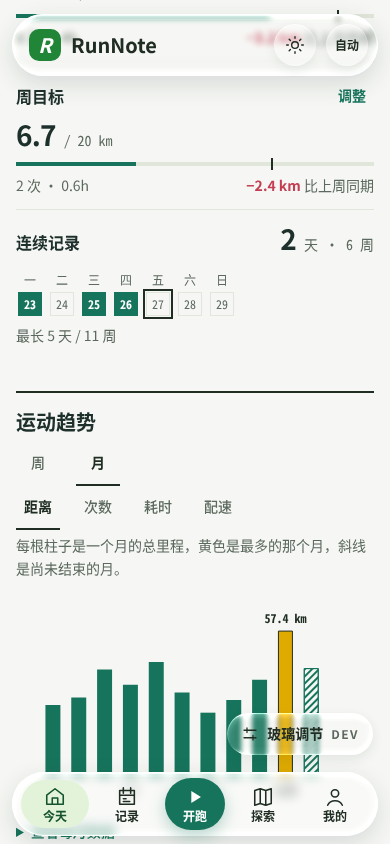 R RunNote 自动
周目标 调整
6.7 / 20 km
2 次 · 0.6h −2.4 km 比上周同期
连续记录 2 天 · 6 周
一 二 三 四 五 六 日
23 24 25 26 27 28 29
最长 5 天 / 11 周
运动趋势
周 月
距离 次数 耗时 配速
每根柱子是一个月的总里程，黄色是最多的那个月，斜线
是尚未结束的月。
57.4 km
玻璃调节 DEV
今天 记录 开跑 探索 我的